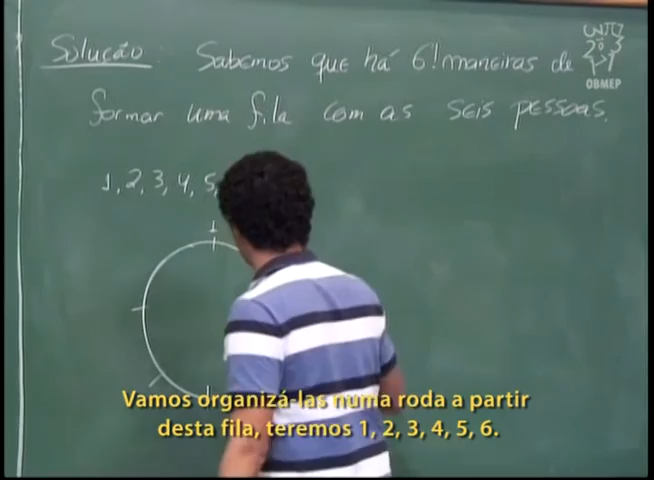 Solução: Sabemos que há 6! maneiras de
formar uma fila com as seis pessoas.
1, 2, 3, 4, 5,
1
OBMEP
Vamos organizá-las numa roda a partir
desta fila, teremos 1, 2, 3, 4, 5, 6.